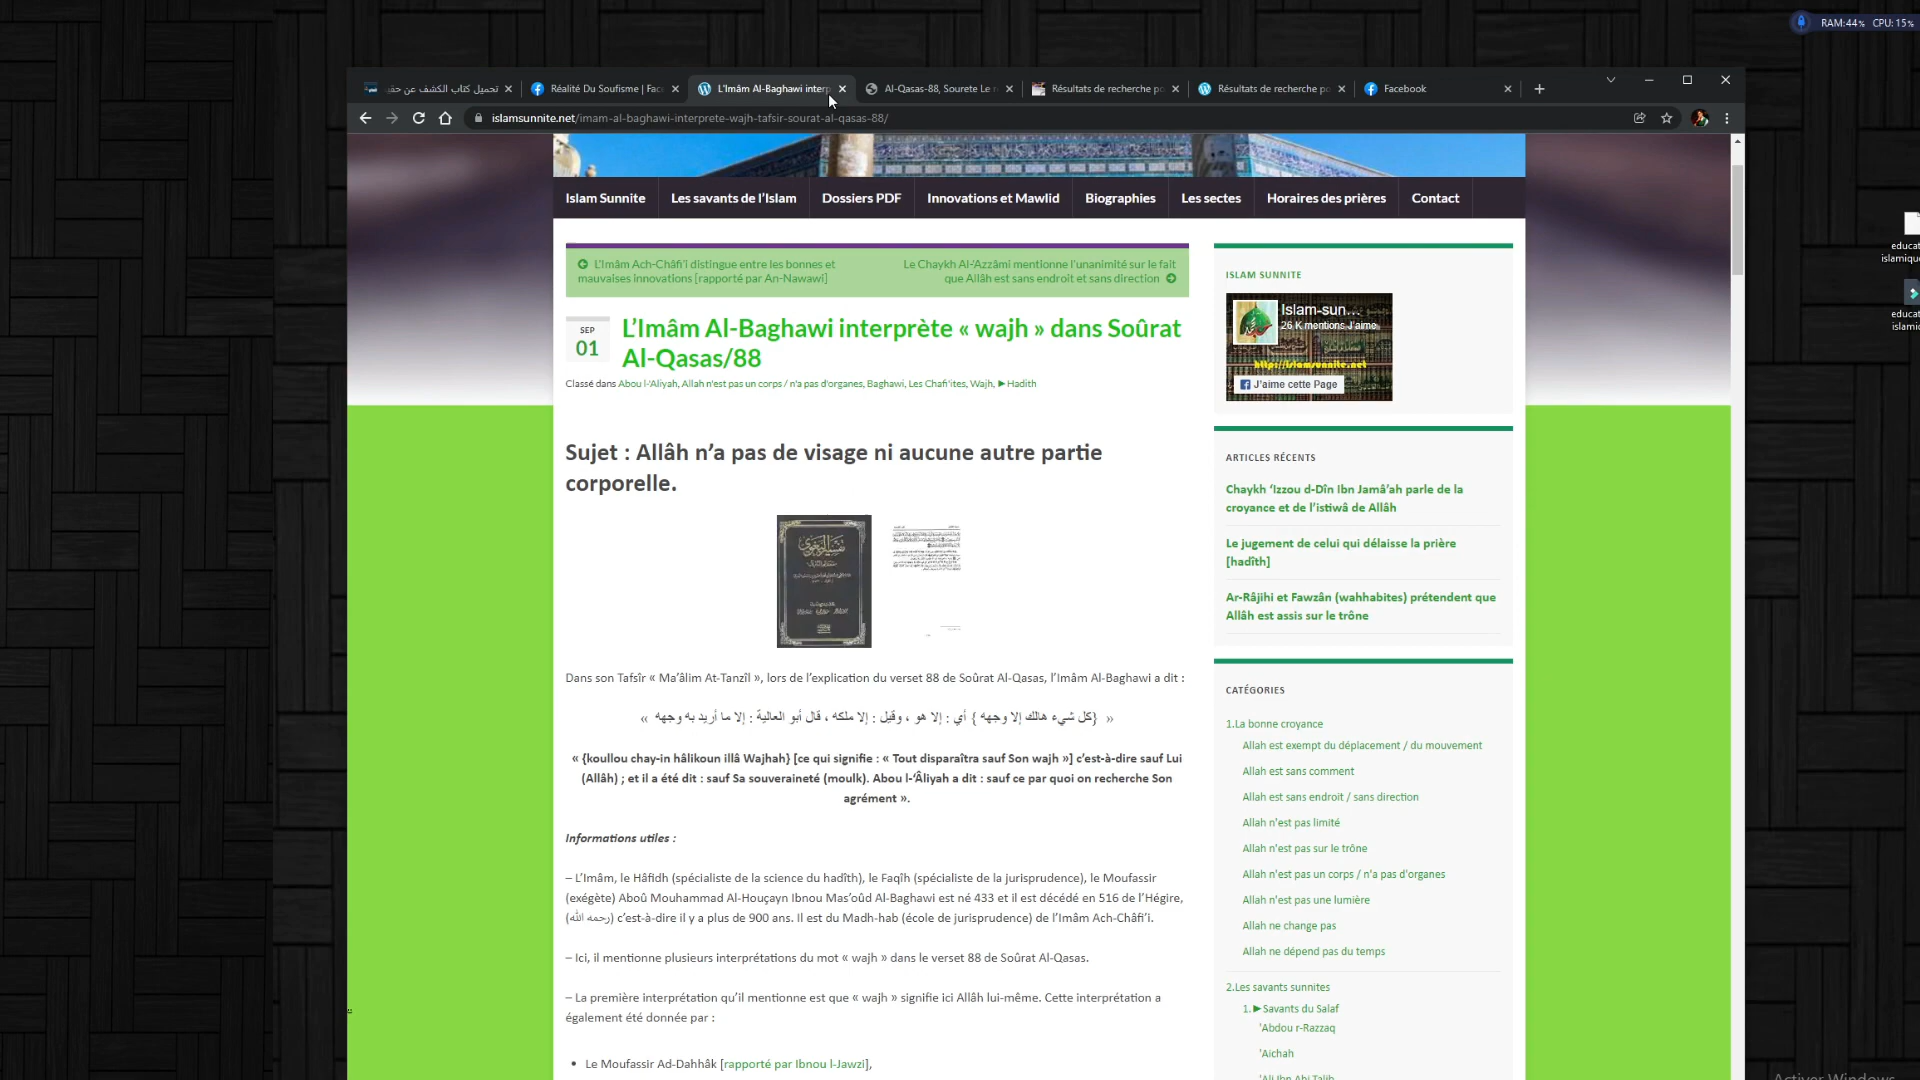 RAM:44% CPU:15%
تحميل كتاب الكشف عن حقي
Réalité Du Soufisme | Fac
L'Imâm Al-Baghawi interp
Al-Qasas-88, Sourete Le
Résultats de recherche po
Résultats de recherche po
Facebook
islamsunnite.net/imam-al-baghawi-interprete-wajh-tafsir-sourat-al-qasas-88/
Islam Sunnite
Les savants de l'Islam
Dossiers PDF
Innovations et Mawlid
Biographies
Les sectes
Horaires des prières
Contact
L'Imâm Ach-Châfi'î distingue entre les bonnes et
mauvaises innovations [rapporté par An-Nawawi]
Le Chaykh Al-'Azzâmi mentionne l'unanimité sur le fait
que Allâh est sans endroit et sans direction
SEP
01
L'Imâm Al-Baghawi interprète « wajh » dans Soûrat
Al-Qasas/88
Classé dans Abou l-'Aliyah, Allah n'est pas un corps / n'a pas d'organes, Baghawi, Les Chafi'ites, Wajh, ►Hadith
Sujet : Allâh n'a pas de visage ni aucune autre partie
corporelle.
Dans son Tafsîr « Ma'âlim At-Tanzîl », lors de l'explication du verset 88 de Soûrat Al-Qasas, l'Imâm Al-Baghawi a dit :
« {كل شيء هالك إلا وجهه } أي : إلا هو ، وقيل : إلا ملكه ، قال أبو العالية : إلا ما أريد به وجهه »
« {koullou chay-in hâlikoun illâ Wajhah} [ce qui signifie : « Tout disparaîtra sauf Son wajh »] c'est-à-dire sauf Lui
(Allâh) ; et il a été dit : sauf Sa souveraineté (moulk). Abou l-'Âliyah a dit : sauf ce par quoi on recherche Son
agrément ».
Informations utiles :
– L'Imâm, le Hâfidh (spécialiste de la science du hadîth), le Faqîh (spécialiste de la jurisprudence), le Moufassir
(exégète) Aboû Mouhammad Al-Houçayn Ibnou Mas'oûd Al-Baghawi est né 433 et il est décédé en 516 de l'Hégire,
(رحمه الله) c'est-à-dire il y a plus de 900 ans. Il est du Madh-hab (école de jurisprudence) de l'Imâm Ach-Châfi'î.
– Ici, il mentionne plusieurs interprétations du mot « wajh » dans le verset 88 de Soûrat Al-Qasas.
– La première interprétation qu'il mentionne est que « wajh » signifie ici Allâh lui-même. Cette interprétation a
également été donnée par :
• Le Moufassir Ad-Dahhâk [rapporté par Ibnou l-Jawzi],
ISLAM SUNNITE
Islam-sun...
26 K mentions J'aime
http://islamsunnite.net
J'aime cette Page
ARTICLES RÉCENTS
Chaykh 'Izzou d-Dîn Ibn Jamâ'ah parle de la
croyance et de l'istiwâ de Allâh
Le jugement de celui qui délaisse la prière
[hadîth]
Ar-Râjihi et Fawzân (wahhabites) prétendent que
Allâh est assis sur le trône
CATÉGORIES
1.La bonne croyance
Allah est exempt du déplacement / du mouvement
Allah est sans comment
Allah est sans endroit / sans direction
Allah n'est pas limité
Allah n'est pas sur le trône
Allah n'est pas un corps / n'a pas d'organes
Allah n'est pas une lumière
Allah ne change pas
Allah ne dépend pas du temps
2.Les savants sunnites
1.►Savants du Salaf
'Abdou r-Razzaq
'Aichah
'Ali Ibn Abi Talib
educat
islamiqu
educat
islamic
Activer Windows